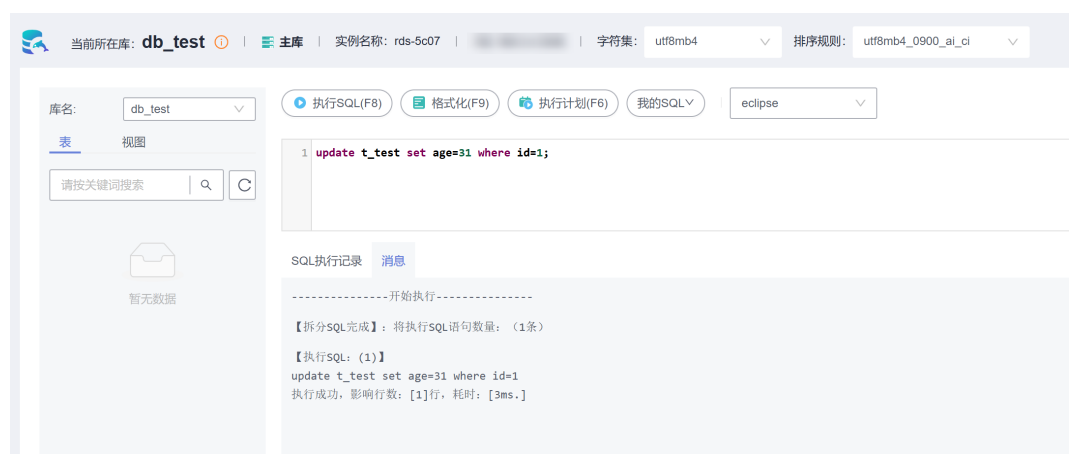 当前所在库: db_test 主库 实例名称: rds-5c07 字符集: utf8mb4 排序规则: utf8mb4_0900_ai_ci
库名: db_test
表 视图
请按关键词搜索
暂无数据
执行SQL(F8) 格式化(F9) 执行计划(F6) 我的SQL eclipse
1 update t_test set age=31 where id=1;
SQL执行记录 消息
---------------开始执行---------------
【拆分SQL完成】: 将执行SQL语句数量: (1条)
【执行SQL: (1)】
update t_test set age=31 where id=1
执行成功, 影响行数: [1]行, 耗时: [3ms.]